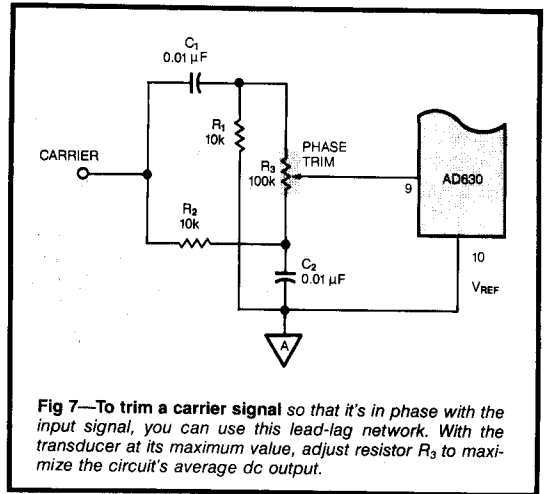 C₁
0.01 µF
R₁
10k
CARRIER
PHASE
TRIM
R₃
100k
9
AD630
R₂
10k
10
C₂
0.01 µF
VREF
A
Fig 7—To trim a carrier signal so that it's in phase with the
input signal, you can use this lead-lag network. With the
transducer at its maximum value, adjust resistor R₃ to maxi-
mize the circuit's average dc output.